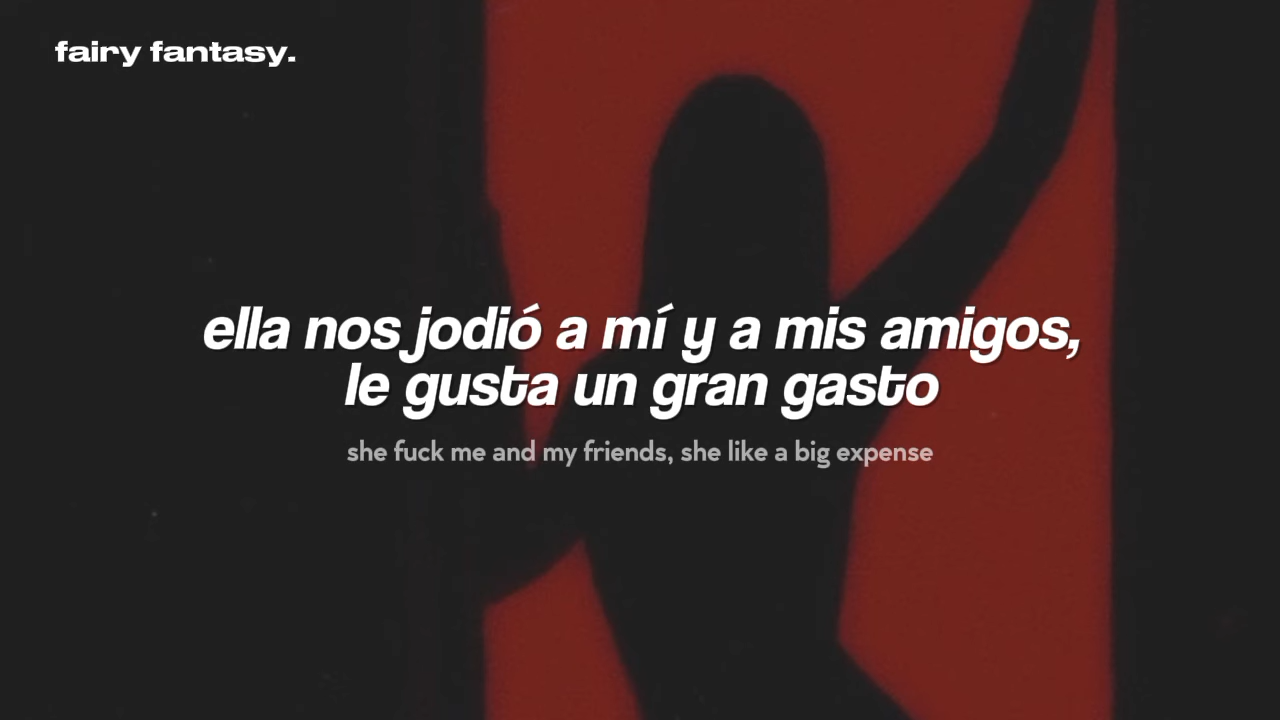 fairy fantasy.
ella nos jodió a mí y a mis amigos,
le gusta un gran gasto
she fuck me and my friends, she like a big expense